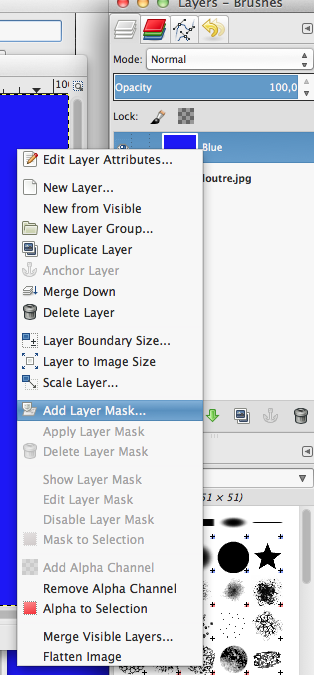 Layers – Brushes
100
Mode: Normal
Opacity 100,0
Lock:
Blue
loutre.jpg
Edit Layer Attributes...
New Layer...
New from Visible
New Layer Group...
Duplicate Layer
Anchor Layer
Merge Down
Delete Layer
Layer Boundary Size...
Layer to Image Size
Scale Layer...
Add Layer Mask...
Apply Layer Mask
Delete Layer Mask
Show Layer Mask
Edit Layer Mask
Disable Layer Mask
Mask to Selection
51 × 51)
Add Alpha Channel
Remove Alpha Channel
Alpha to Selection
Merge Visible Layers...
Flatten Image